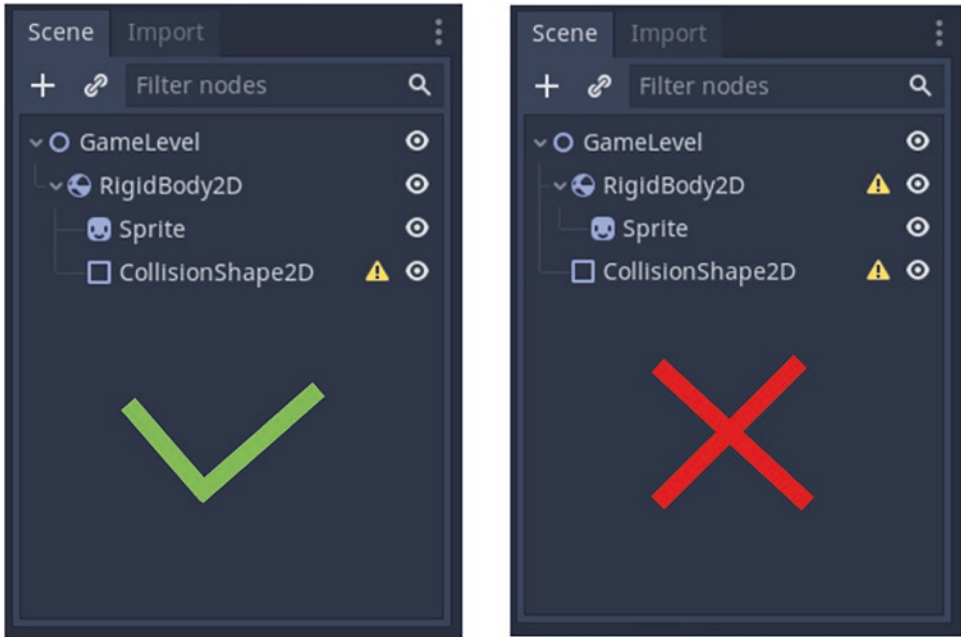 Scene Import
Filter nodes
GameLevel
RigidBody2D
Sprite
CollisionShape2D
Scene Import
Filter nodes
GameLevel
RigidBody2D
Sprite
CollisionShape2D